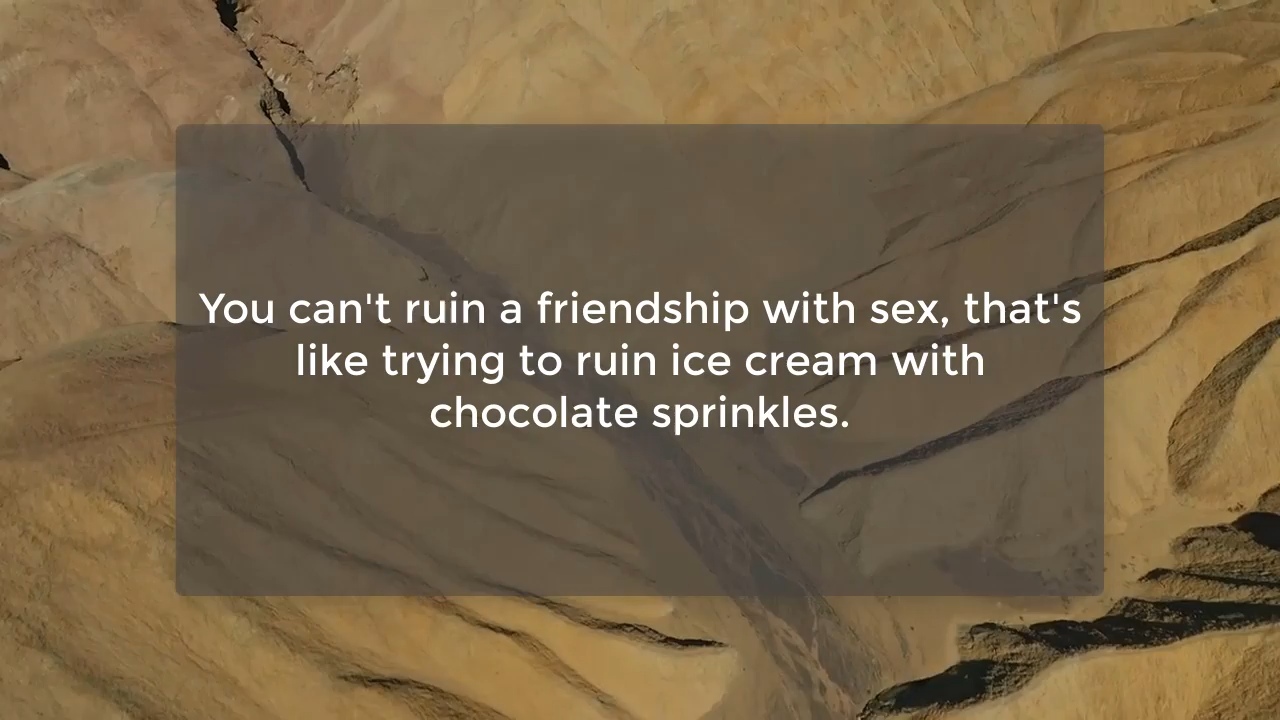 You can't ruin a friendship with sex, that's
like trying to ruin ice cream with
chocolate sprinkles.